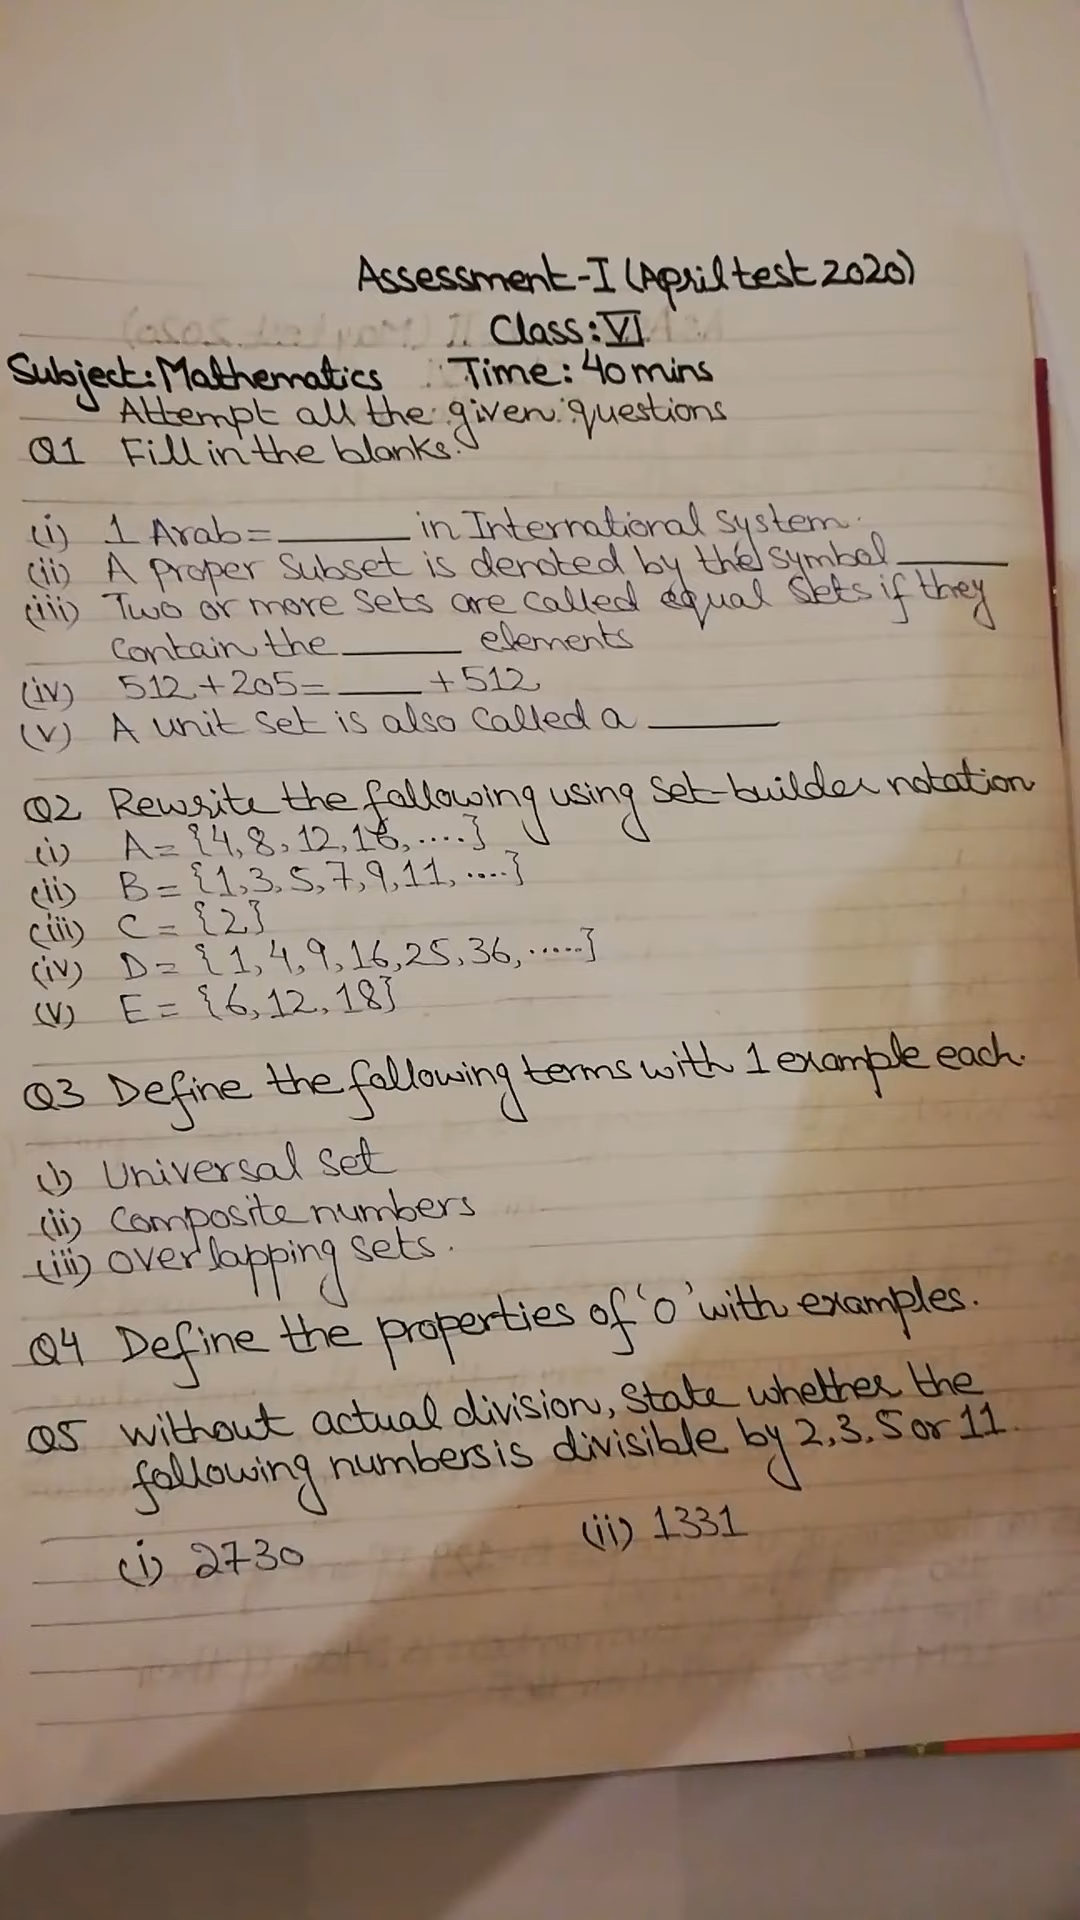 Assessment-I (April test 2020)
Class: VI
Subject: Mathematics Time: 40 mins
Attempt all the given questions
Q1 Fill in the blanks.
(i) 1 Arab = ______ in International system.
(ii) A proper subset is denoted by the symbol ______
(iii) Two or more sets are called equal sets if they
contain the ______ elements
(iv) 512 + 205 = ____ + 512
(v) A unit set is also called a ______
Q2 Rewrite the following using set-builder notation
(i) A = {4, 8, 12, 16, ....}
(ii) B = {1, 3, 5, 7, 9, 11, ....}
(iii) C = {2}
(iv) D = {1, 4, 9, 16, 25, 36, .....}
(v) E = {6, 12, 18}
Q3 Define the following terms with 1 example each.
(i) Universal set
(ii) Composite numbers
(iii) overlapping sets.
Q4 Define the properties of 'o' with examples.
Q5 without actual division, State whether the
following numbers is divisible by 2, 3, 5 or 11.
(i) 2730 (ii) 1331